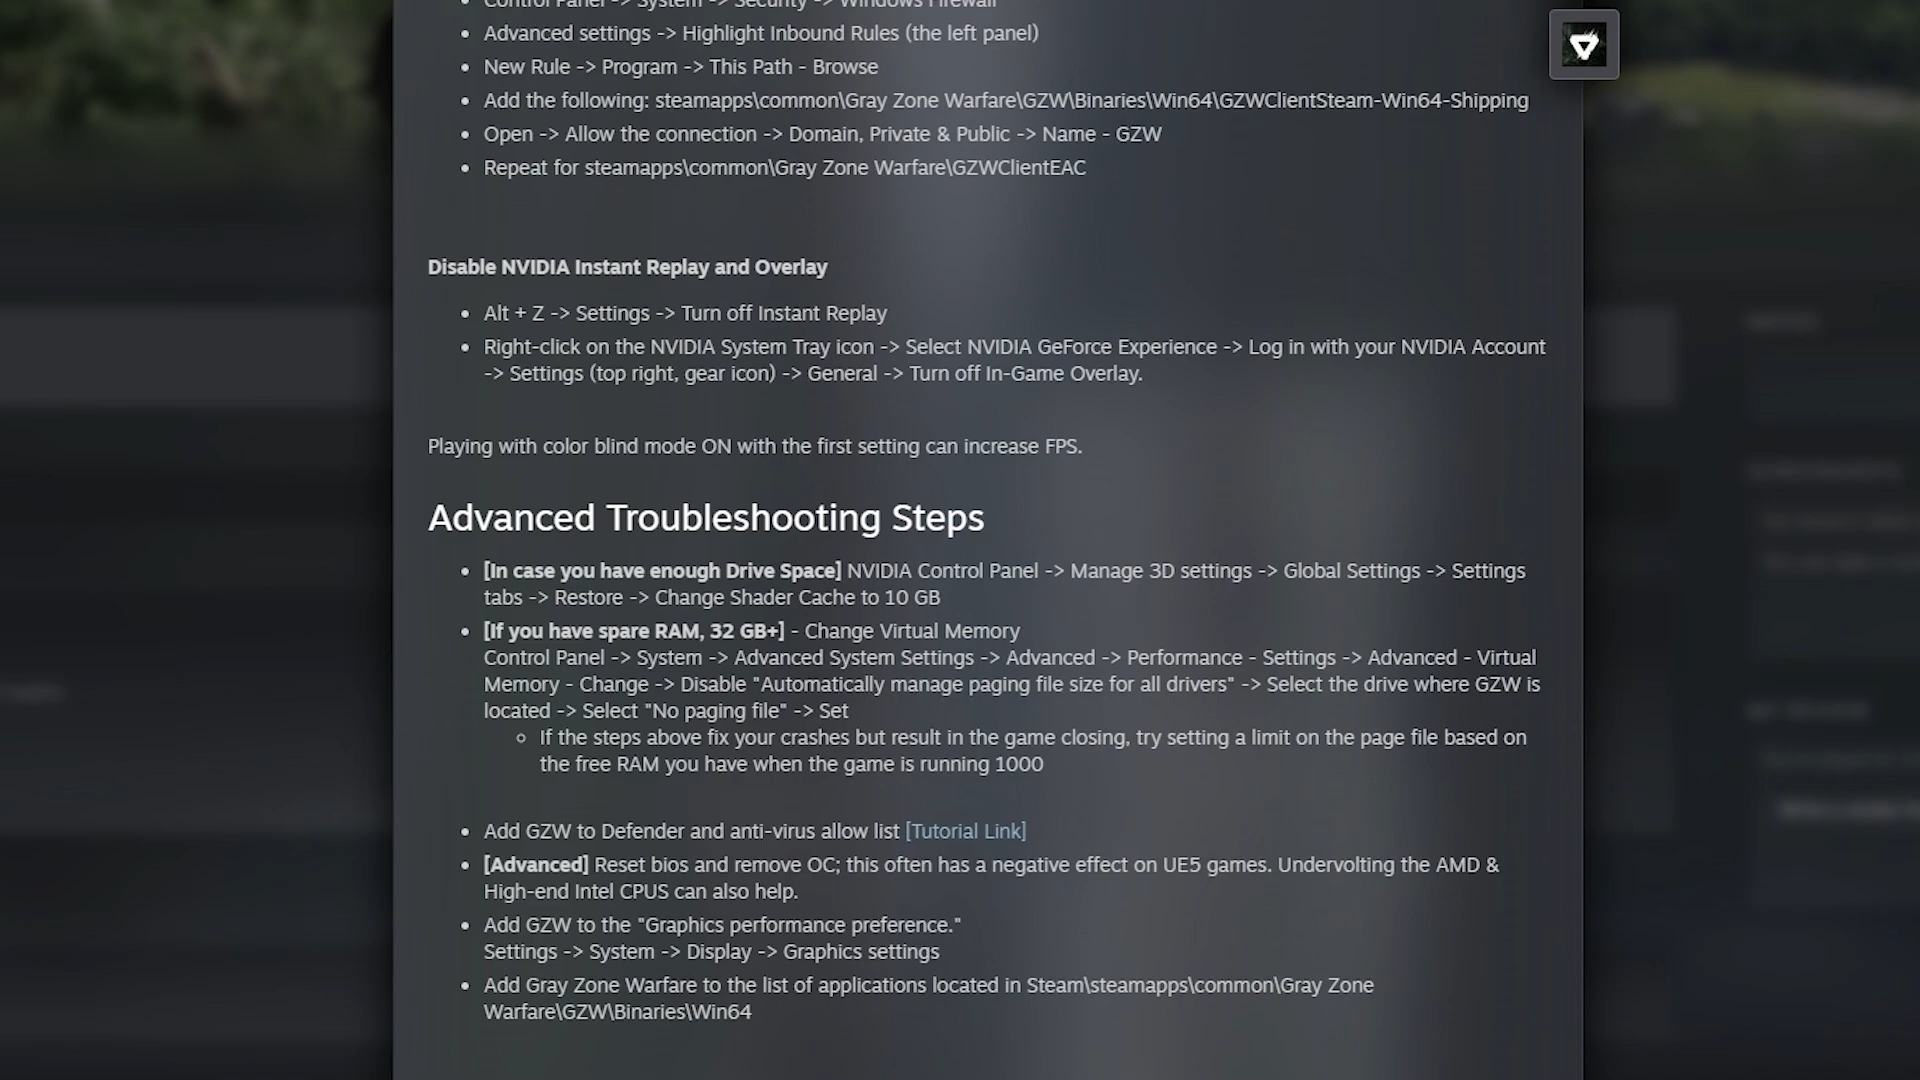 Control Panel -> System -> Security -> Windows Firewall
Advanced settings -> Highlight Inbound Rules (the left panel)
New Rule -> Program -> This Path - Browse
Add the following: steamapps\common\Gray Zone Warfare\GZW\Binaries\Win64\GZWClientSteam-Win64-Shipping
Open -> Allow the connection -> Domain, Private & Public -> Name - GZW
Repeat for steamapps\common\Gray Zone Warfare\GZWClientEAC
Disable NVIDIA Instant Replay and Overlay
Alt + Z -> Settings -> Turn off Instant Replay
Right-click on the NVIDIA System Tray icon -> Select NVIDIA GeForce Experience -> Log in with your NVIDIA Account
-> Settings (top right, gear icon) -> General -> Turn off In-Game Overlay.
Playing with color blind mode ON with the first setting can increase FPS.
Advanced Troubleshooting Steps
[In case you have enough Drive Space] NVIDIA Control Panel -> Manage 3D settings -> Global Settings -> Settings
tabs -> Restore -> Change Shader Cache to 10 GB
[If you have spare RAM, 32 GB+] - Change Virtual Memory
Control Panel -> System -> Advanced System Settings -> Advanced -> Performance - Settings -> Advanced - Virtual
Memory - Change -> Disable "Automatically manage paging file size for all drivers" -> Select the drive where GZW is
located -> Select "No paging file" -> Set
If the steps above fix your crashes but result in the game closing, try setting a limit on the page file based on
the free RAM you have when the game is running 1000
Add GZW to Defender and anti-virus allow list [Tutorial Link]
[Advanced] Reset bios and remove OC; this often has a negative effect on UE5 games. Undervolting the AMD &
High-end Intel CPUS can also help.
Add GZW to the "Graphics performance preference."
Settings -> System -> Display -> Graphics settings
Add Gray Zone Warfare to the list of applications located in Steam\steamapps\common\Gray Zone
Warfare\GZW\Binaries\Win64